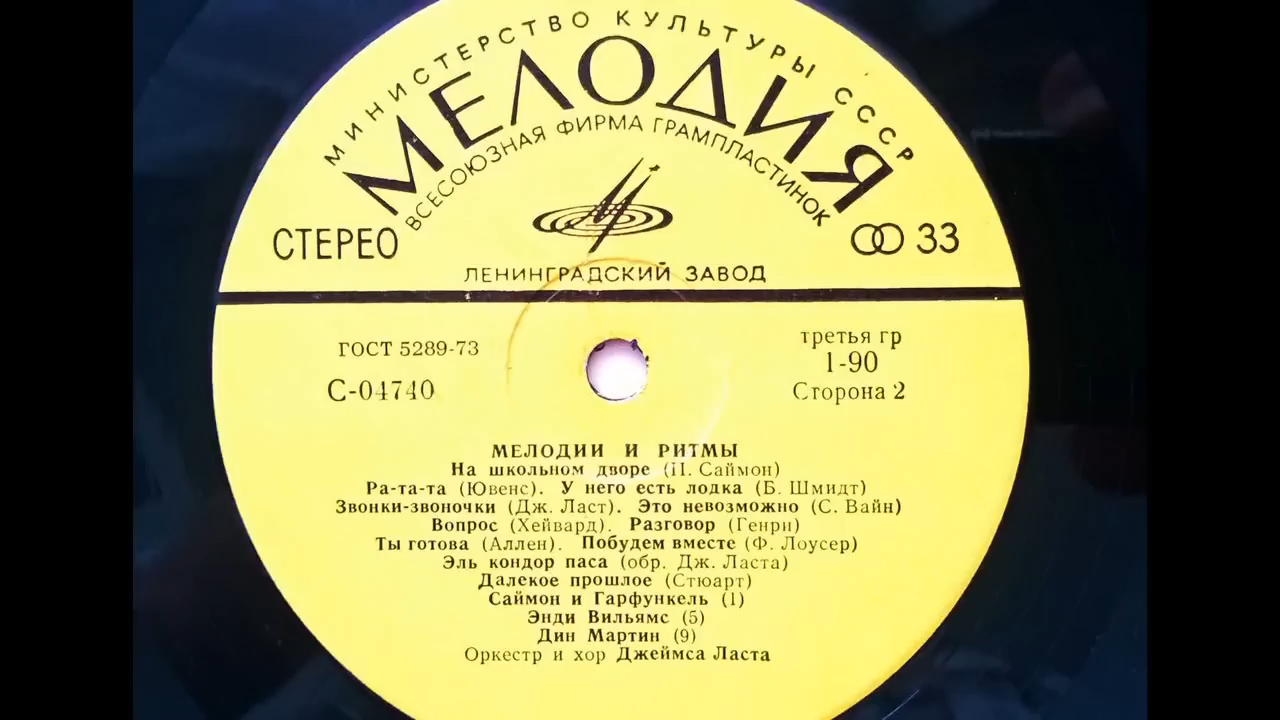 МИНИСТЕРСТВО КУЛЬТУРЫ СССР
МЕЛОДИЯ
ВСЕСОЮЗНАЯ ФИРМА ГРАМПЛАСТИНОК
СТЕРЕО
33
ЛЕНИНГРАДСКИЙ ЗАВОД
ГОСТ 5289-73
С-04740
третья гр
1-90
Сторона 2
МЕЛОДИИ И РИТМЫ
На школьном дворе (П. Саймон)
Ра-та-та (Ювенс). У него есть лодка (Б. Шмидт)
Звонки-звоночки (Дж. Ласт). Это невозможно (С. Вайн)
Вопрос (Хейвард). Разговор (Генри)
Ты готова (Аллен). Побудем вместе (Ф. Лоусер)
Эль кондор паса (обр. Дж. Ласта)
Далекое прошлое (Стюарт)
Саймон и Гарфункель (1)
Энди Вильямс (5)
Дин Мартин (9)
Оркестр и хор Джеймса Ласта